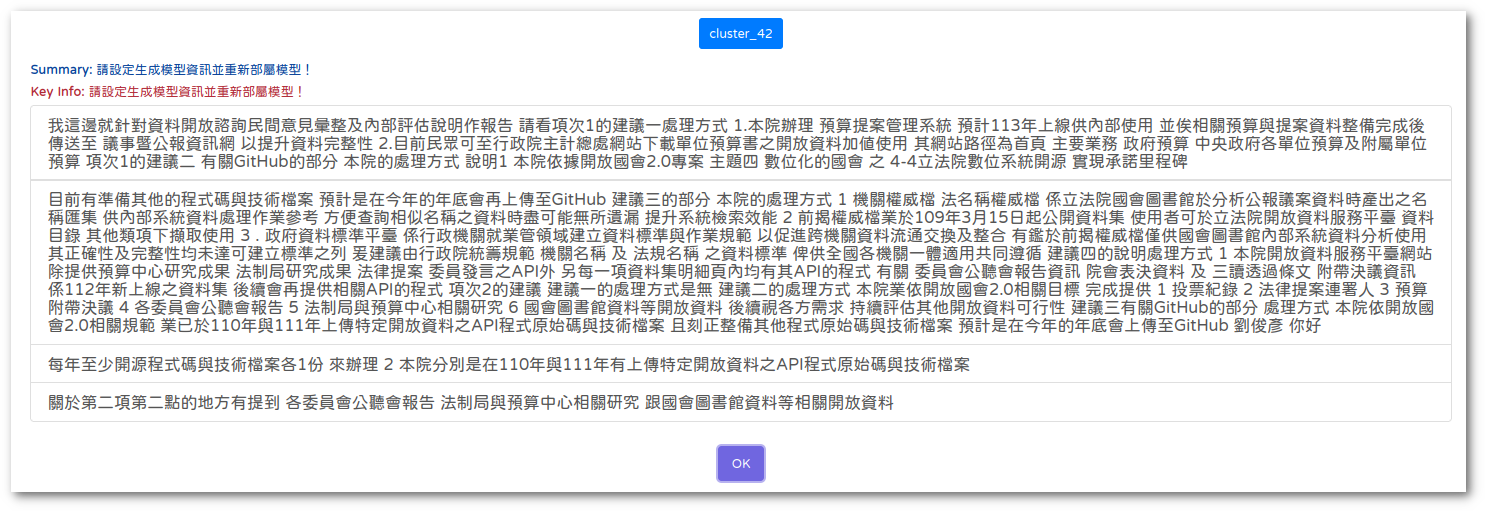 cluster_42
Summary: 請設定生成模型資訊並重新部屬模型！
Key Info: 請設定生成模型資訊並重新部屬模型！
我這邊就針對資料開放諮詢民間意見彙整及內部評估說明作報告 請看項次1的建議一處理方式 1.本院辦理 預算提案管理系統 預計113年上線供內部使用 並俟相關預算與提案資料整備完成後
傳送至 議事暨公報資訊網 以提升資料完整性 2.目前民眾可至行政院主計總處網站下載單位預算書之開放資料加值使用 其網站路徑為首頁 主要業務 政府預算 中央政府各單位預算及附屬單位
預算 項次1的建議二 有關GitHub的部分 本院的處理方式 說明1 本院依據開放國會2.0專案 主題四 數位化的國會 之 4-4立法院數位系統開源 實現承諾里程碑
目前有準備其他的程式碼與技術檔案 預計是在今年的年底會再上傳至GitHub 建議三的部分 本院的處理方式 1 機關權威檔 法名稱權威檔 係立法院國會圖書館於分析公報議案資料時產出之名
稱匯集 供內部系統資料處理作業參考 方便查詢相似名稱之資料時盡可能無所遺漏 提升系統檢索效能 2 前揭權威檔業於109年3月15日起公開資料集 使用者可於立法院開放資料服務平臺 資料
目錄 其他類項下擷取使用 3 . 政府資料標準平臺 係行政機關就業管領域建立資料標準與作業規範 以促進跨機關資料流通交換及整合 有鑑於前揭權威檔僅供國會圖書館內部系統資料分析使用
其正確性及完整性均未達可建立標準之列 爰建議由行政院統籌規範 機關名稱 及 法規名稱 之資料標準 俾供全國各機關一體適用共同遵循 建議四的說明處理方式 1 本院開放資料服務平臺網站
除提供預算中心研究成果 法制局研究成果 法律提案 委員發言之API外 另每一項資料集明細頁內均有其API的程式 有關 委員會公聽會報告資訊 院會表決資料 及 三讀透過條文 附帶決議資訊
係112年新上線之資料集 後續會再提供相關API的程式 項次2的建議 建議一的處理方式是無 建議二的處理方式 本院業依開放國會2.0相關目標 完成提供 1 投票紀錄 2 法律提案連署人 3 預算
附帶決議 4 各委員會公聽會報告 5 法制局與預算中心相關研究 6 國會圖書館資料等開放資料 後續視各方需求 持續評估其他開放資料可行性 建議三有關GitHub的部分 處理方式 本院依開放國
會2.0相關規範 業已於110年與111年上傳特定開放資料之API程式原始碼與技術檔案 且刻正整備其他程式原始碼與技術檔案 預計是在今年的年底會上傳至GitHub 劉俊彥 你好
每年至少開源程式碼與技術檔案各1份 來辦理 2 本院分別是在110年與111年有上傳特定開放資料之API程式原始碼與技術檔案
關於第二項第二點的地方有提到 各委員會公聽會報告 法制局與預算中心相關研究 跟國會圖書館資料等相關開放資料
OK